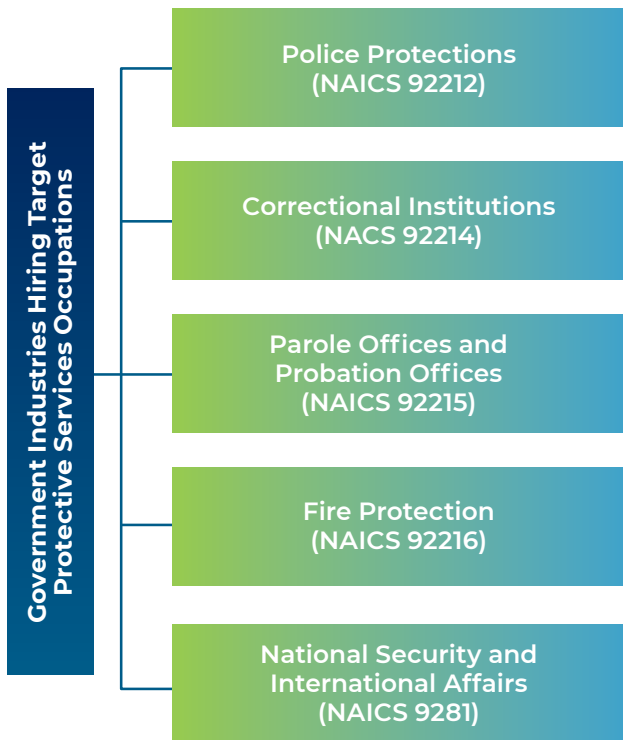 Government Industries Hiring Target
Protective Services Occupations
Police Protections
(NAICS 92212)
Correctional Institutions
(NACS 92214)
Parole Offices and
Probation Offices
(NAICS 92215)
Fire Protection
(NAICS 92216)
National Security and
International Affairs
(NAICS 9281)